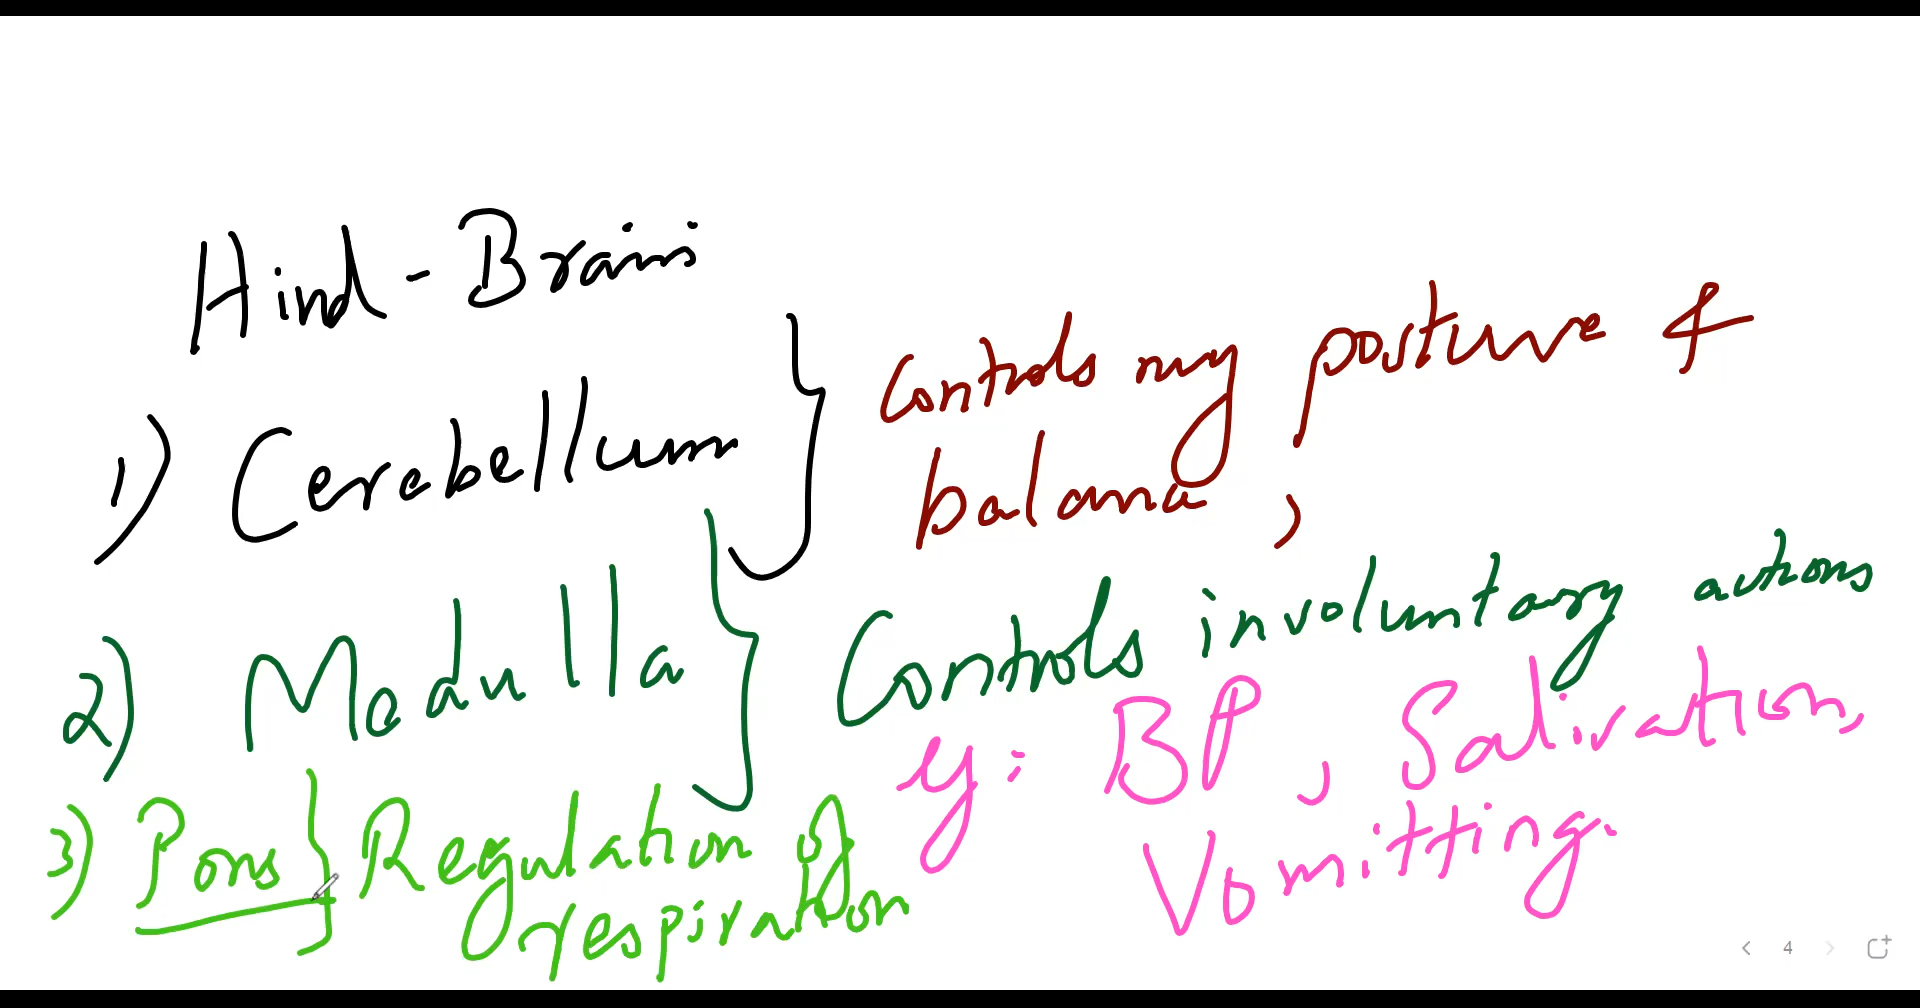 Hind - Brain
1) Cerebellum
controls my posture &
balance,
2) Medulla
Controls involuntary actions
eg: BP, Salivation,
Vomitting.
3) Pons
Regulation of
respiration
4